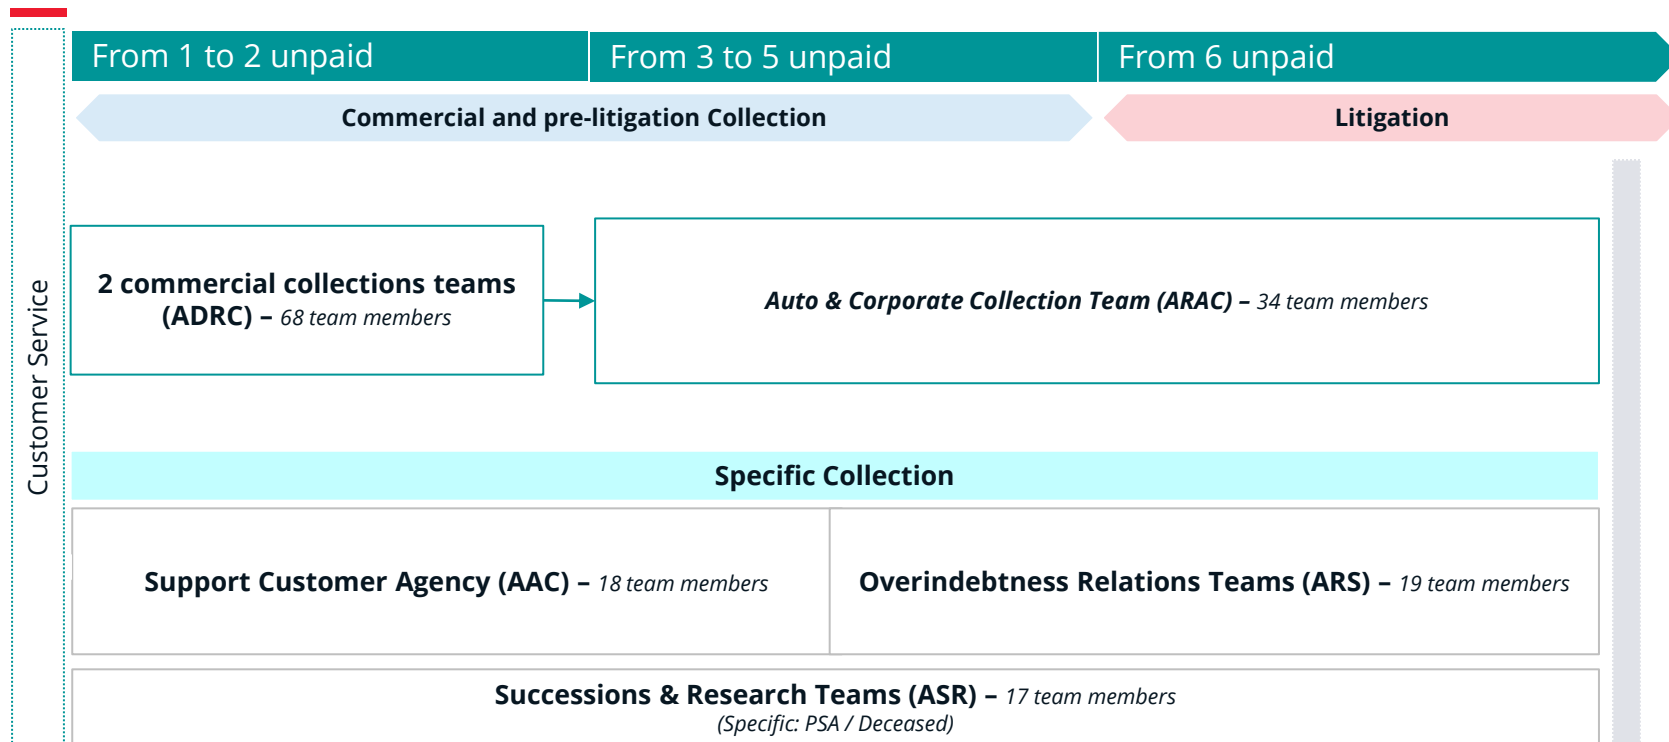 From 1 to 2 unpaid
From 3 to 5 unpaid
From 6 unpaid
Commercial and pre-litigation Collection
Litigation
Customer Service
2 commercial collections teams
(ADRC) – 68 team members
Auto & Corporate Collection Team (ARAC) – 34 team members
Specific Collection
Support Customer Agency (AAC) – 18 team members
Overindebtness Relations Teams (ARS) – 19 team members
Successions & Research Teams (ASR) – 17 team members
(Specific: PSA / Deceased)